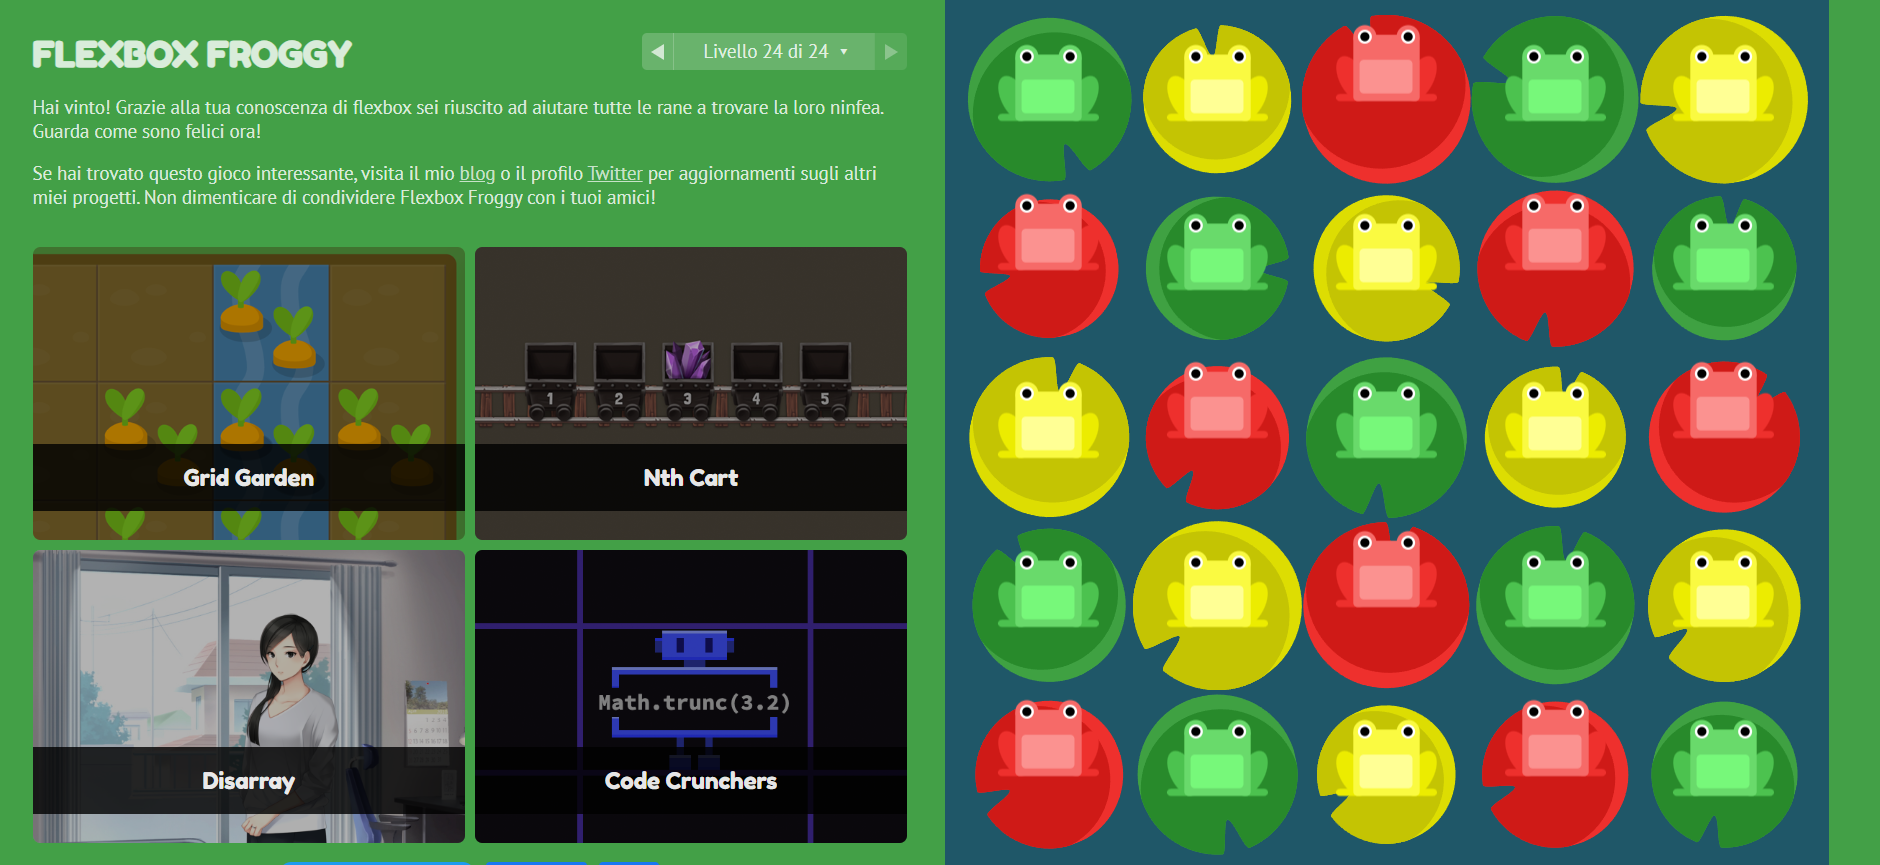 FLEXBOX FROGGY
Livello 24 di 24
Hai vinto! Grazie alla tua conoscenza di flexbox sei riuscito ad aiutare tutte le rane a trovare la loro ninfea.
Guarda come sono felici ora!
Se hai trovato questo gioco interessante, visita il mio blog o il profilo Twitter per aggiornamenti sugli altri
miei progetti. Non dimenticare di condividere Flexbox Froggy con i tuoi amici!
1 2 3 4 5
Grid Garden
Nth Cart
Math.trunc(3.2)
Disarray
Code Crunchers